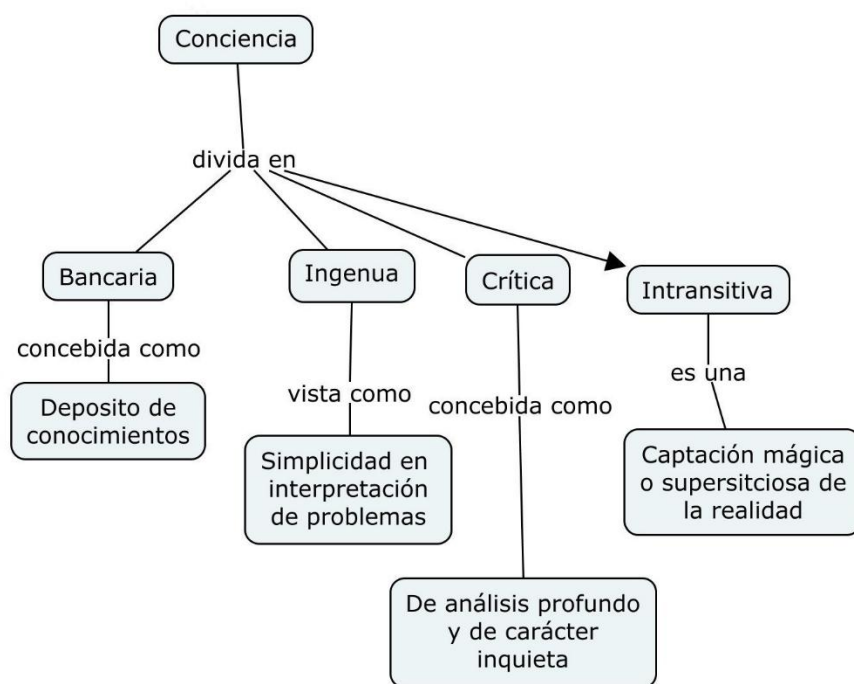 Conciencia
divida en
Bancaria
Ingenua
Crítica
Intransitiva
concebida como
vista como
concebida como
es una
Deposito de
conocimientos
Simplicidad en
interpretación
de problemas
De análisis profundo
y de carácter
inquieta
Captación mágica
o supersitciosa de
la realidad